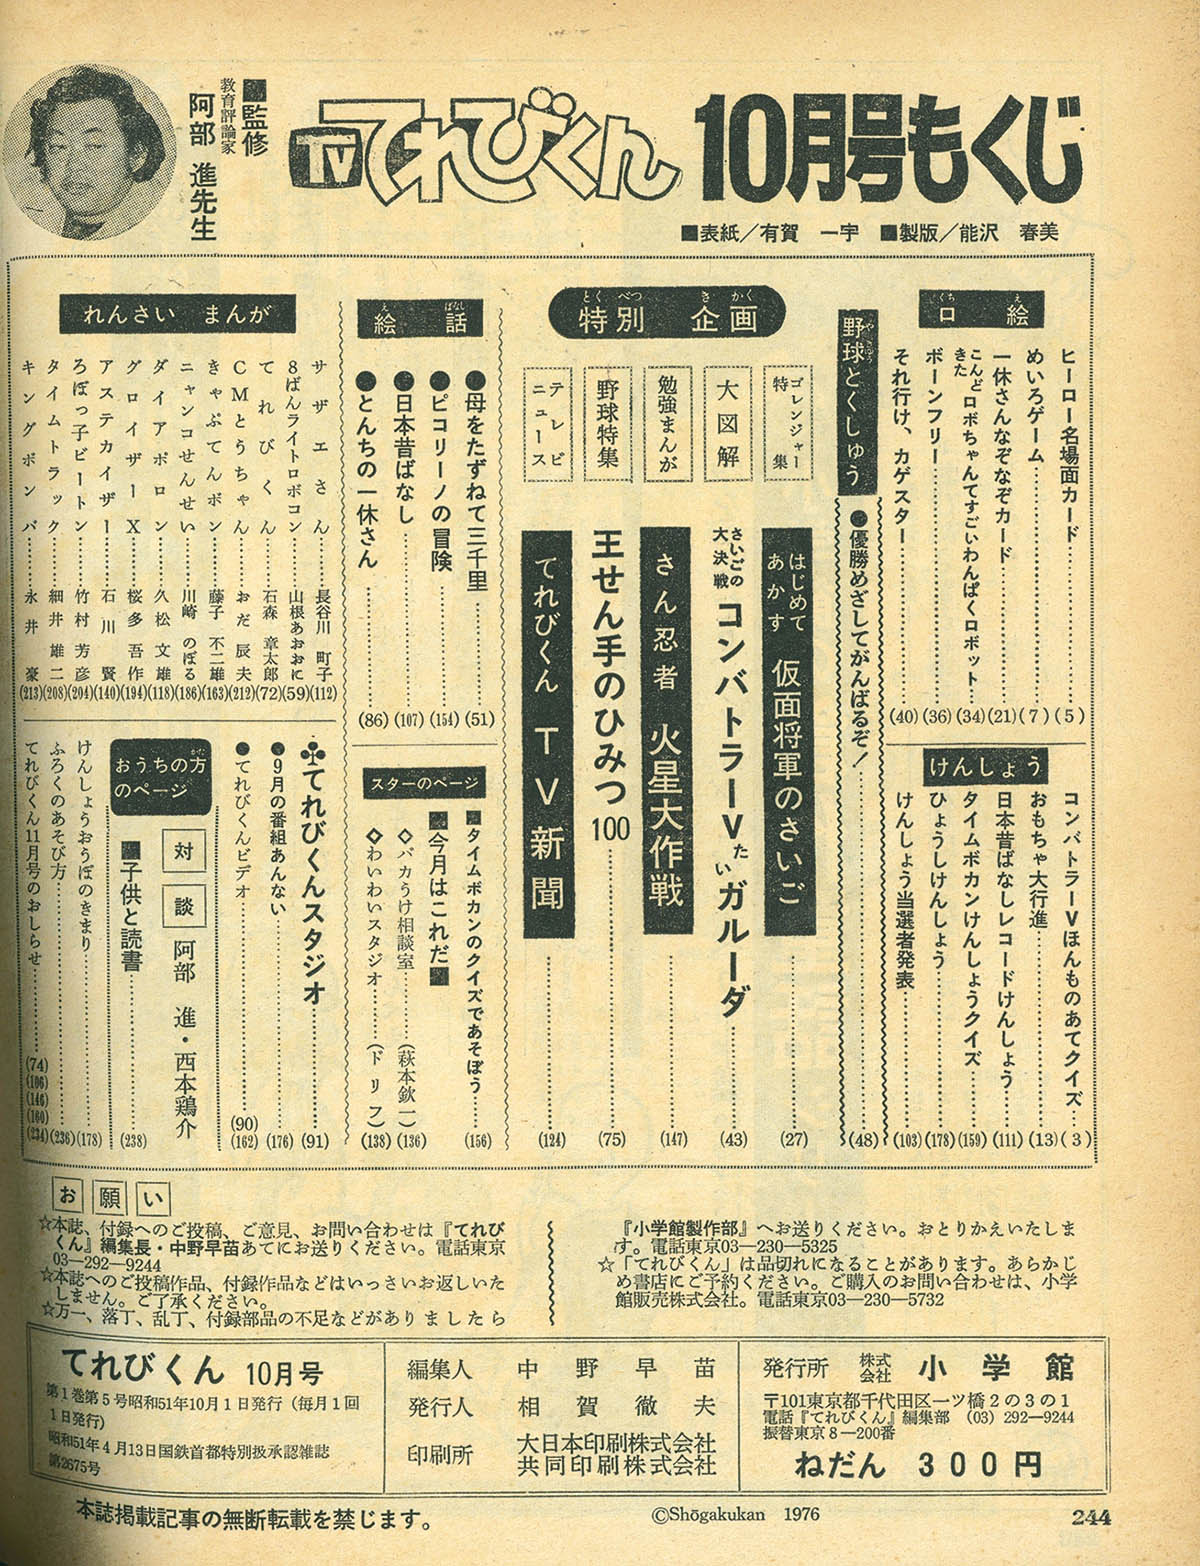 TVてれびくん 10月号もくじ
■表紙／有賀 一宇 ■製版／能沢 春美
■監修
教育評論家
阿部 進先生
口絵
くち え
ヒーロー名場面カード……(5)
めいろゲーム……(7)
一休さんなぞなぞカード……(21)
こんどロボちゃんてすごいわんぱくロボット……(34)
きた
ボーンフリー……(36)
それ行け、カゲスター……(40)
けんしょう
コンバトラーVほんものあてクイズ…(3)
おもちゃ大行進……(13)
日本昔ばなしレコードけんしょう……(111)
タイムボカンけんしょうクイズ……(159)
ひょうしけんしょう……(178)
けんしょう当選者発表……(103)
野球とくしゅう
やきゅう
●優勝めざしてがんばるぞ！……(48)
特別 企画
とくべつ きかく
ゴレンジャー特集
はじめてあかす 仮面将軍のさいご……(27)
大図解
さいごの大決戦 コンバトラーVたいガルーダ……(43)
勉強まんが
さん忍者 火星大作戦……(147)
野球特集
王せん手のひみつ100……(75)
テレビニュース
てれびくん TV新聞……(124)
絵話
え ばなし
●母をたずねて三千里……(51)
●ピコリーノの冒険……(154)
●日本昔ばなし……(107)
●とんちの一休さん……(86)
スターのページ
■タイムボカンのクイズであそぼう……(156)
■今月はこれだ■
◇バカうけ相談室……(萩本欽一)(136)
◇わいわいスタジオ……(ドリフ)(138)
れんさい まんが
サザエさん……長谷川 町子(112)
8ばんライトロボコン……山根あおおに(59)
てれびくん……石森 章太郎(72)
CMとうちゃん……おだ 辰夫(212)
きゃぷてんボン……藤子 不二雄(163)
ニャンコせんせい……川崎 のぼる(186)
ダイアポロン……久松 文雄(118)
グロイザーX……桜多 吾作(194)
アステカイザー……石川 賢(140)
ろぼっ子ビートン……竹村 芳彦(204)
タイムトラック……細井 雄二(208)
キングボンバ……永井 豪(213)
♣てれびくんスタジオ……(91)
●9月の番組あんない……(176)
●てれびくんビデオ……(90)(162)
おうちの方のページ
かた
対談 阿部 進・西本鶏介
■子供と読書……(238)
けんしょうおうぼのきまり……(178)
ふろくのあそび方……(236)
てれびくん11月号のおしらせ……(74)(106)(146)(160)(234)
お願い
☆本誌、付録へのご投稿、ご意見、お問い合わせは『てれび
くん』編集長・中野早苗あてにお送りください。電話東京
03—292—9244
☆本誌へのご投稿作品、付録作品などはいっさいお返しいた
しません。ご了承ください。
☆万一、落丁、乱丁、付録部品の不足などがありましたら
『小学館製作部』へお送りください。おとりかえいたしま
す。電話東京03—230—5325
☆「てれびくん」は品切れになることがあります。あらかじ
め書店にご予約ください。ご購入のお問い合わせは、小学
館販売株式会社。電話東京03—230—5732
てれびくん 10月号
第1巻第5号昭和51年10月1日発行（毎月1回
1日発行）
昭和51年4月13日国鉄首都特別扱承認雑誌
第2675号
編集人 中野早苗
発行人 相賀徹夫
印刷所 大日本印刷株式会社
共同印刷株式会社
発行所 株式会社 小学館
〒101東京都千代田区一ツ橋2の3の1
電話『てれびくん』編集部 (03) 292—9244
振替東京8—200番
ねだん 300円
本誌掲載記事の無断転載を禁じます。
©Shōgakukan 1976
244